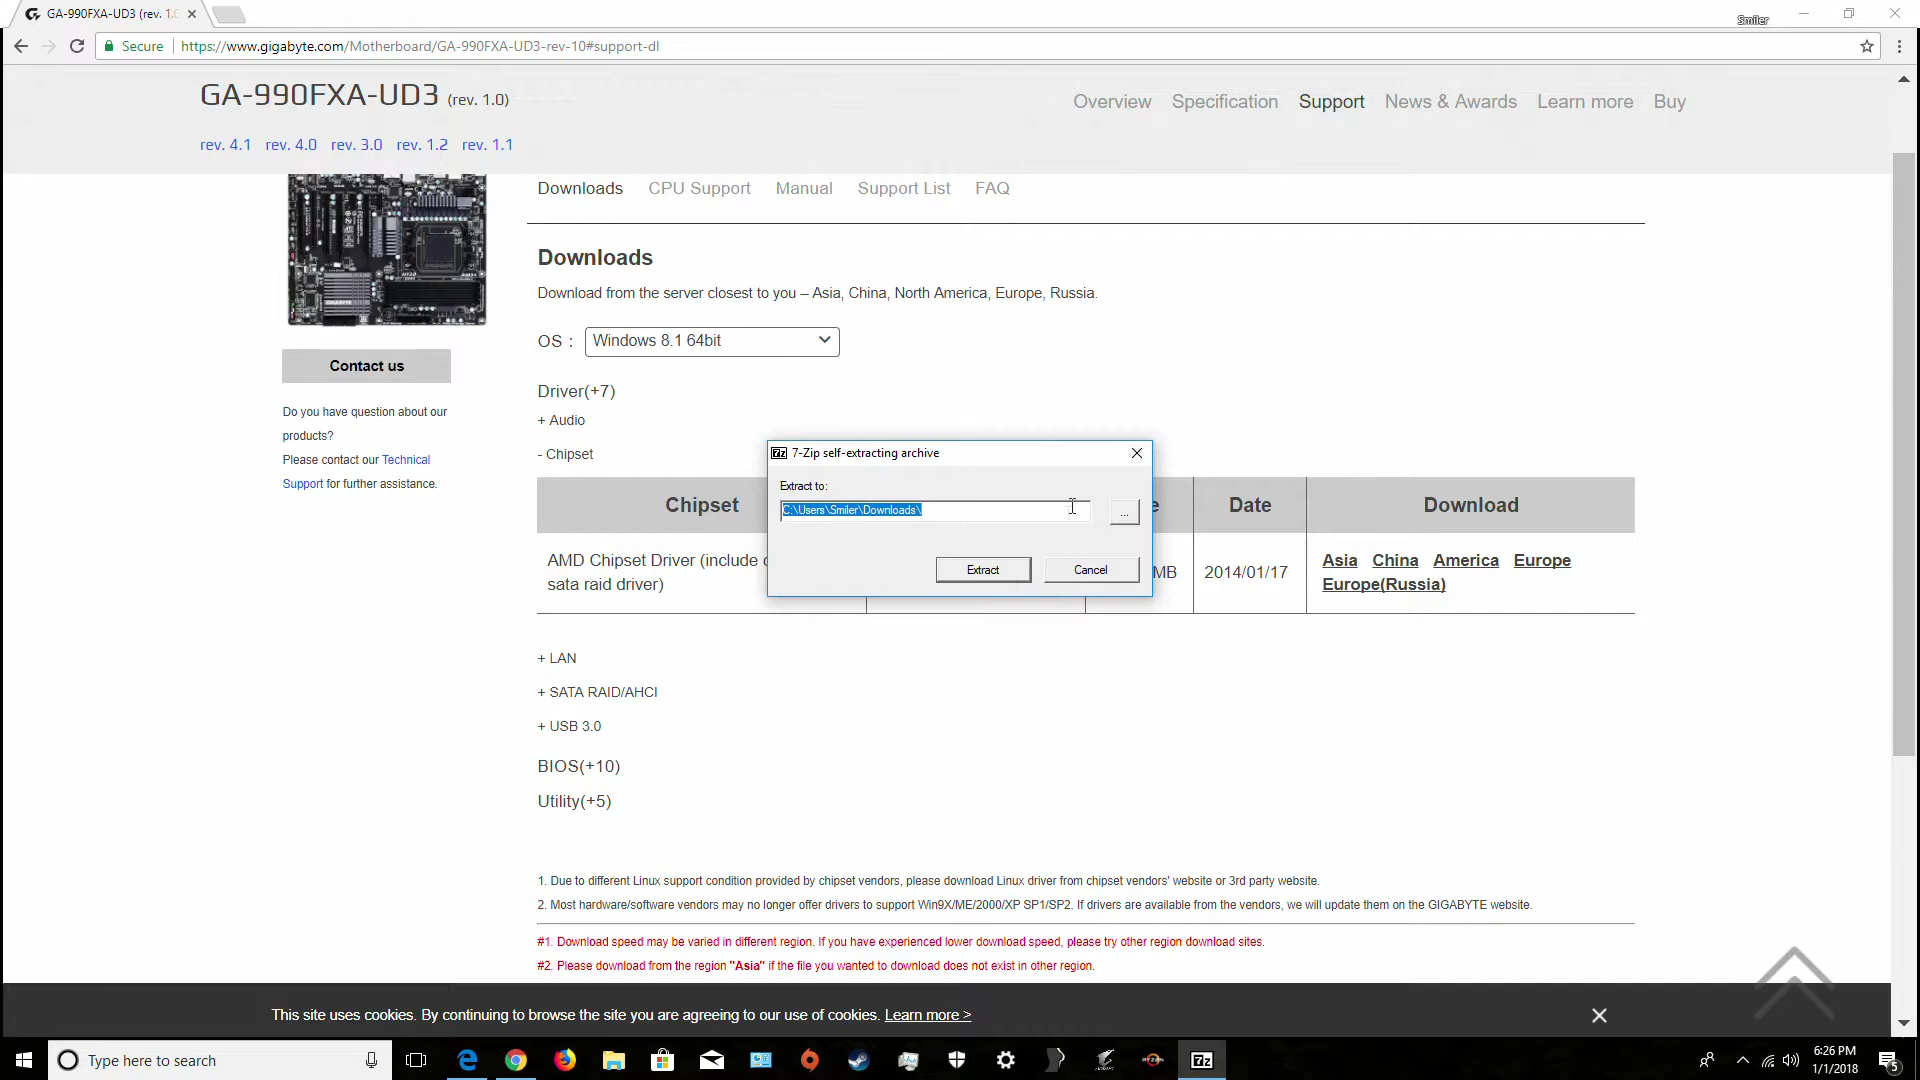 GA-990FXA-UD3 (rev. 1.0
Smiler
Secure
https://www.gigabyte.com/Motherboard/GA-990FXA-UD3-rev-10#support-dl
GA-990FXA-UD3 (rev. 1.0)
Overview Specification Support News & Awards Learn more Buy
rev. 4.1 rev. 4.0 rev. 3.0 rev. 1.2 rev. 1.1
Downloads CPU Support Manual Support List FAQ
Downloads
Download from the server closest to you – Asia, China, North America, Europe, Russia.
OS : Windows 8.1 64bit
Contact us
Do you have question about our
products?
Please contact our Technical
Support for further assistance.
Driver(+7)
+ Audio
- Chipset
Chipset
e
Date
Download
AMD Chipset Driver (include
sata raid driver)
MB
2014/01/17
Asia China America Europe
Europe(Russia)
7z 7-Zip self-extracting archive
Extract to:
C:\Users\Smiler\Downloads\
...
Extract
Cancel
+ LAN
+ SATA RAID/AHCI
+ USB 3.0
BIOS(+10)
Utility(+5)
1. Due to different Linux support condition provided by chipset vendors, please download Linux driver from chipset vendors' website or 3rd party website.
2. Most hardware/software vendors may no longer offer drivers to support Win9X/ME/2000/XP SP1/SP2. If drivers are available from the vendors, we will update them on the GIGABYTE website.
#1. Download speed may be varied in different region. If you have experienced lower download speed, please try other region download sites.
#2. Please download from the region "Asia" if the file you wanted to download does not exist in other region.
This site uses cookies. By continuing to browse the site you are agreeing to our use of cookies. Learn more >
Type here to search
RYZEN
7z
6:26 PM
1/1/2018
5